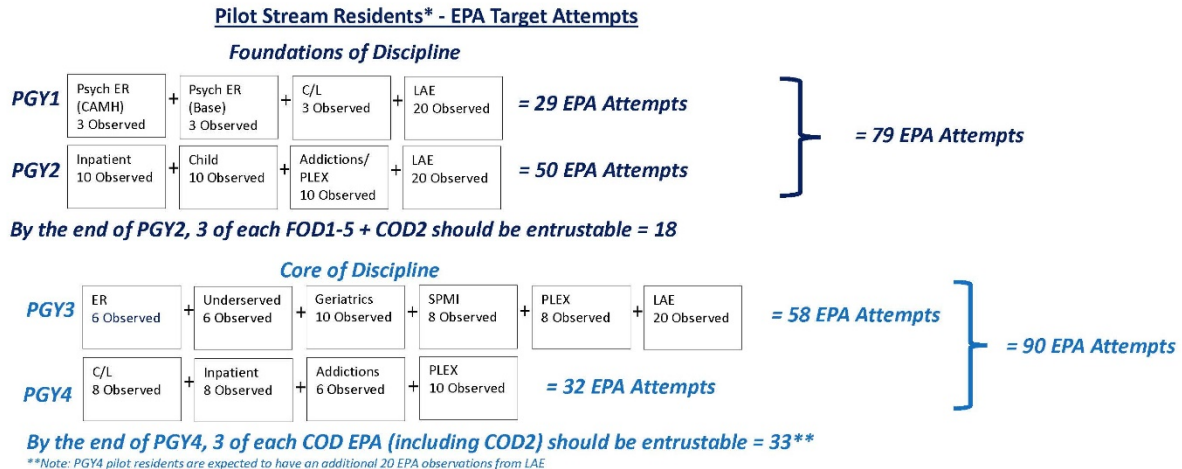 Pilot Stream Residents* - EPA Target Attempts
Foundations of Discipline
PGY1
Psych ER
(CAMH)
3 Observed
+
Psych ER
(Base)
3 Observed
+
C/L
3 Observed
+
LAE
20 Observed
= 29 EPA Attempts
PGY2
Inpatient
10 Observed
+
Child
10 Observed
+
Addictions/
PLEX
10 Observed
+
LAE
20 Observed
= 50 EPA Attempts
= 79 EPA Attempts
By the end of PGY2, 3 of each FOD1-5 + COD2 should be entrustable = 18
Core of Discipline
PGY3
ER
6 Observed
+
Underserved
6 Observed
+
Geriatrics
10 Observed
+
SPMI
8 Observed
+
PLEX
8 Observed
+
LAE
20 Observed
= 58 EPA Attempts
PGY4
C/L
8 Observed
+
Inpatient
8 Observed
+
Addictions
6 Observed
+
PLEX
10 Observed
= 32 EPA Attempts
= 90 EPA Attempts
By the end of PGY4, 3 of each COD EPA (including COD2) should be entrustable = 33**
**Note: PGY4 pilot residents are expected to have an additional 20 EPA observations from LAE